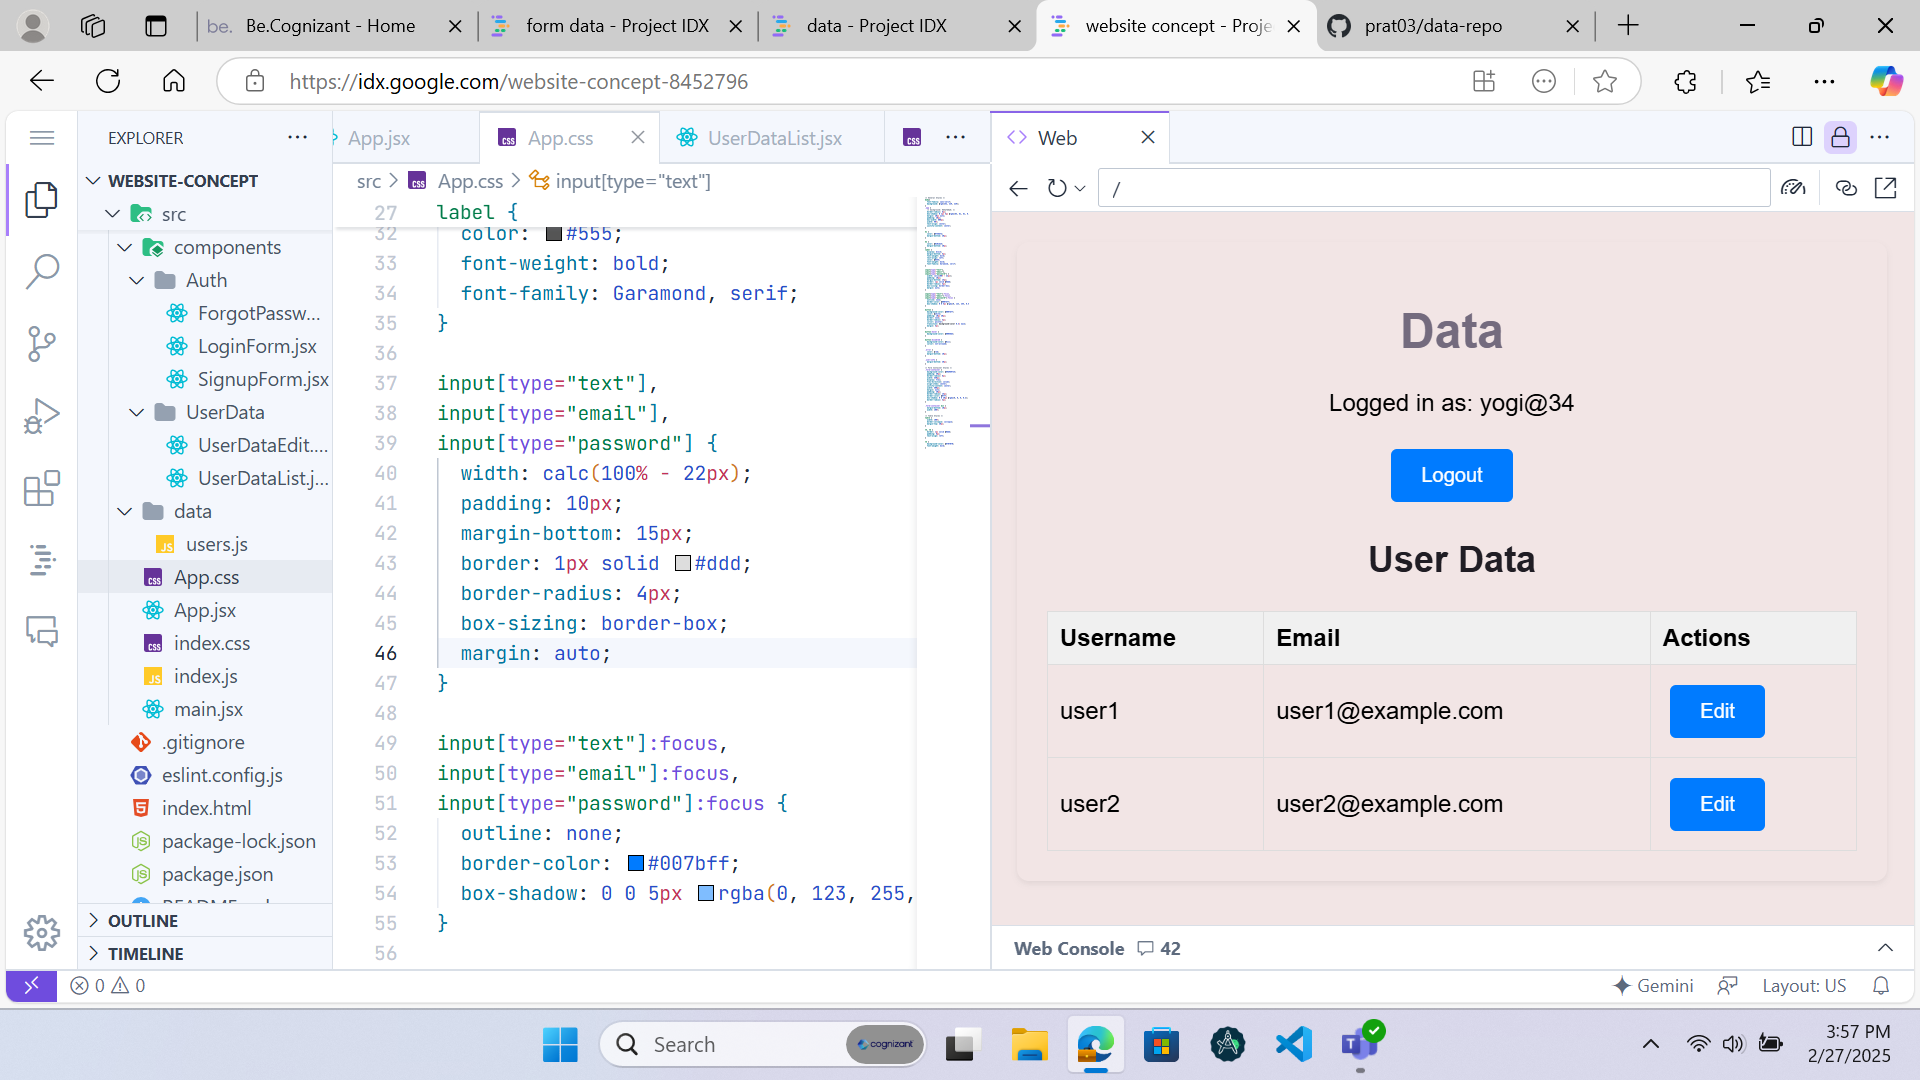 be. Be.Cognizant - Home
form data - Project IDX
data - Project IDX
website concept - Proje
prat03/data-repo
https://idx.google.com/website-concept-8452796
EXPLORER
WEBSITE-CONCEPT
src
components
Auth
ForgotPassw...
LoginForm.jsx
SignupForm.jsx
UserData
UserDataEdit....
UserDataList.j...
data
JS users.js
css App.css
App.jsx
css index.css
JS index.js
main.jsx
.gitignore
eslint.config.js
index.html
package-lock.json
package.json
OUTLINE
TIMELINE
App.jsx
css App.css
UserDataList.jsx
css
src > css App.css > input[type="text"]
27 label {
32 color: #555;
33 font-weight: bold;
34 font-family: Garamond, serif;
35 }
36
37 input[type="text"],
38 input[type="email"],
39 input[type="password"] {
40 width: calc(100% - 22px);
41 padding: 10px;
42 margin-bottom: 15px;
43 border: 1px solid #ddd;
44 border-radius: 4px;
45 box-sizing: border-box;
46 margin: auto;
47 }
48
49 input[type="text"]:focus,
50 input[type="email"]:focus,
51 input[type="password"]:focus {
52 outline: none;
53 border-color: #007bff;
54 box-shadow: 0 0 5px rgba(0, 123, 255,
55 }
56
Web
/
Data
Logged in as: yogi@34
Logout
User Data
Username Email Actions
user1 user1@example.com Edit
user2 user2@example.com Edit
Web Console 42
0 0
Gemini
Layout: US
Search
cognizant
3:57 PM
2/27/2025